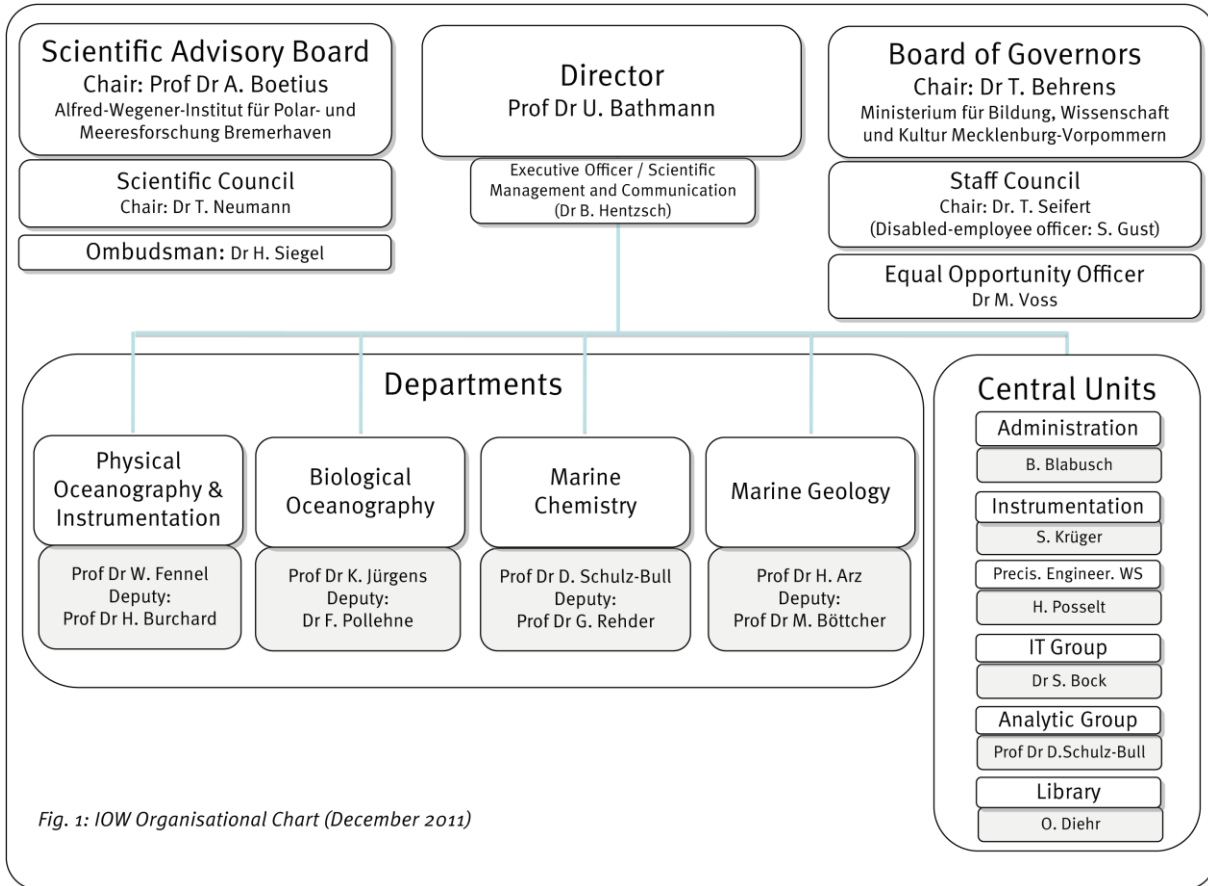 Scientific Advisory Board
Chair: Prof Dr A. Boetius
Alfred-Wegener-Institut für Polar- und
Meeresforschung Bremerhaven
Scientific Council
Chair: Dr T. Neumann
Ombudsman: Dr H. Siegel
Director
Prof Dr U. Bathmann
Executive Officer / Scientific
Management and Communication
(Dr B. Hentzsch)
Board of Governors
Chair: Dr T. Behrens
Ministerium für Bildung, Wissenschaft
und Kultur Mecklenburg-Vorpommern
Staff Council
Chair: Dr. T. Seifert
(Disabled-employee officer: S. Gust)
Equal Opportunity Officer
Dr M. Voss
Departments
Physical
Oceanography &
Instrumentation
Prof Dr W. Fennel
Deputy:
Prof Dr H. Burchard
Biological
Oceanography
Prof Dr K. Jürgens
Deputy:
Dr F. Pollehne
Marine
Chemistry
Prof Dr D. Schulz-Bull
Deputy:
Prof Dr G. Rehder
Marine Geology
Prof Dr H. Arz
Deputy:
Prof Dr M. Böttcher
Central Units
Administration
B. Blabusch
Instrumentation
S. Krüger
Precis. Engineer. WS
H. Posselt
IT Group
Dr S. Bock
Analytic Group
Prof Dr D.Schulz-Bull
Library
O. Diehr
Fig. 1: IOW Organisational Chart (December 2011)